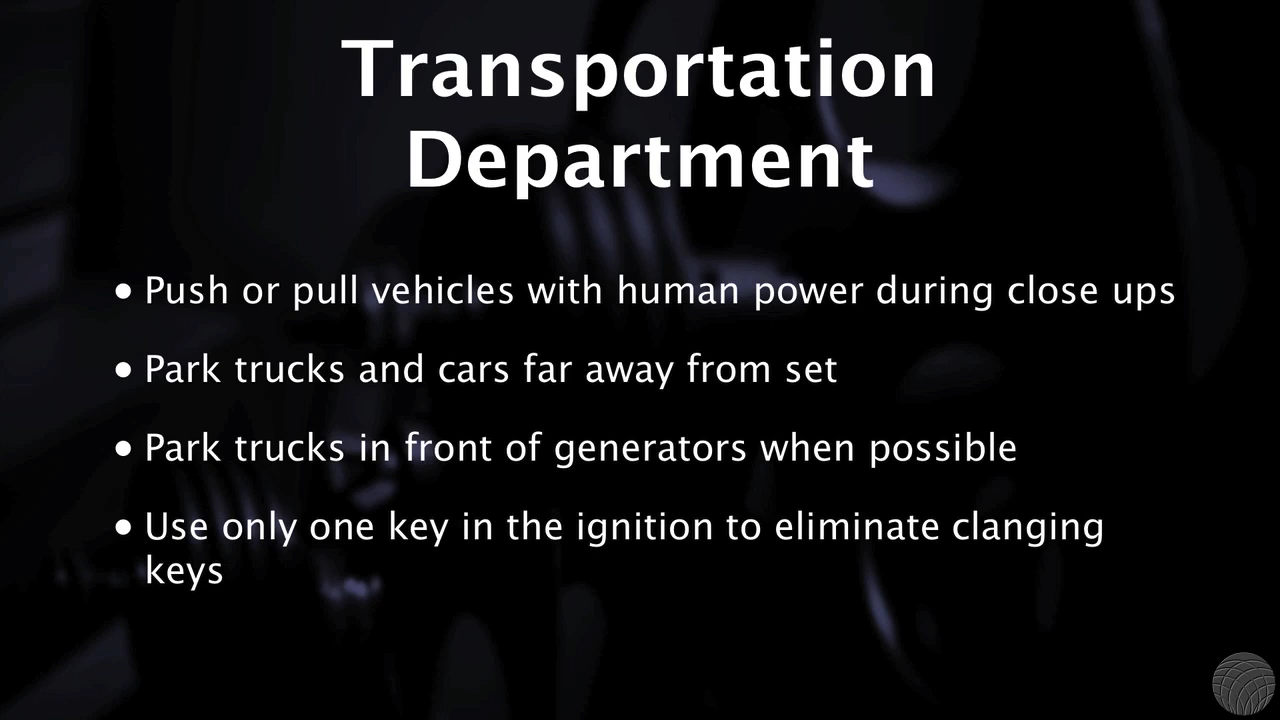 Transportation
Department
• Push or pull vehicles with human power during close ups
• Park trucks and cars far away from set
• Park trucks in front of generators when possible
• Use only one key in the ignition to eliminate clanging
keys